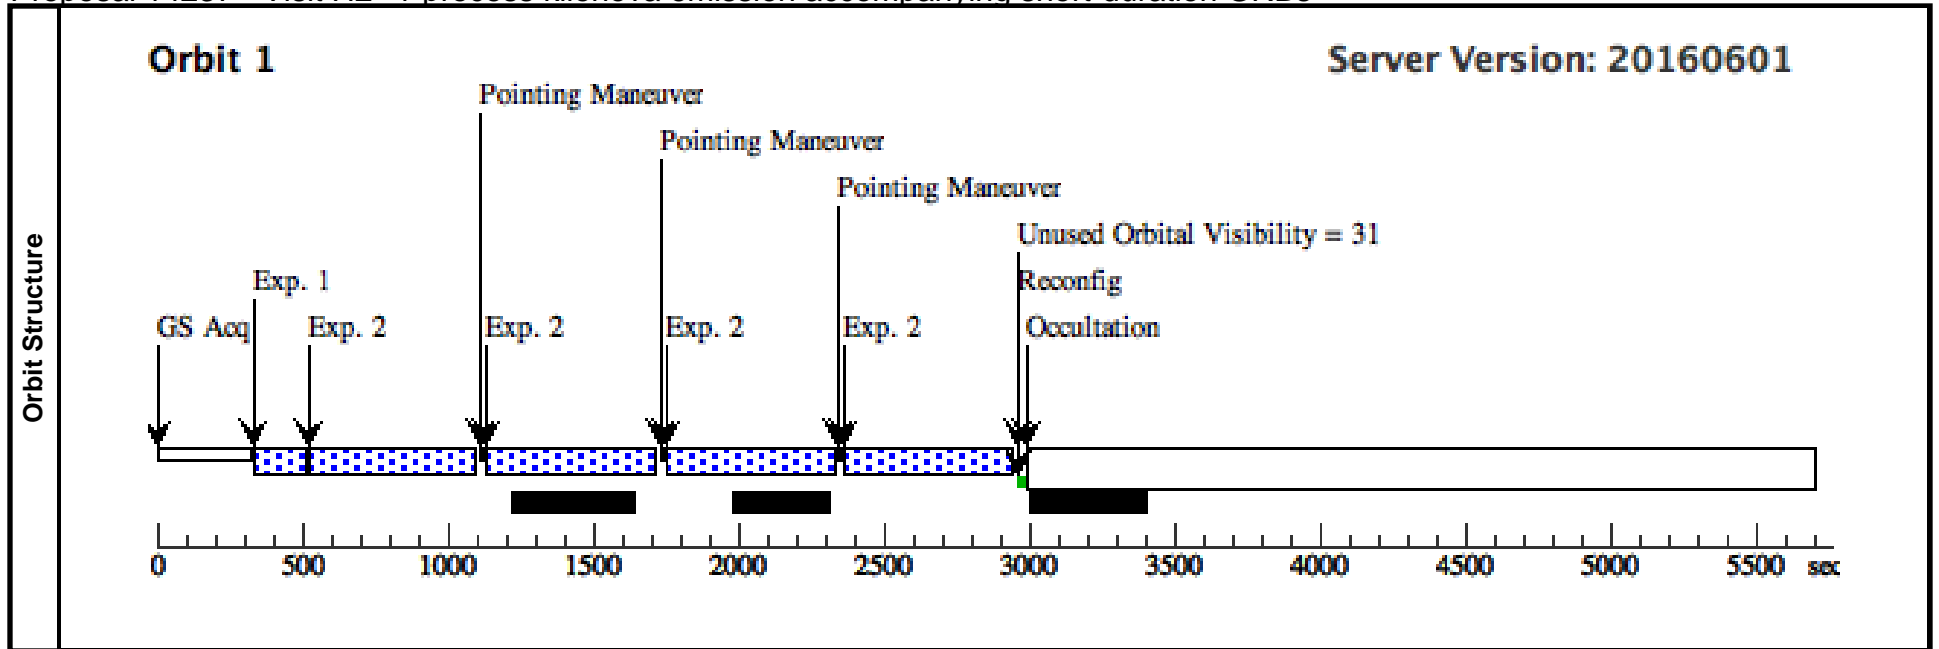 Orbit 1
Server Version: 20160601
Pointing Maneuver
Pointing Maneuver
Pointing Maneuver
Unused Orbital Visibility = 31
Exp. 1
Reconfig
GS Acq
Exp. 2
Exp. 2
Exp. 2
Exp. 2
Occultation
Orbit Structure
0 500 1000 1500 2000 2500 3000 3500 4000 4500 5000 5500 sec